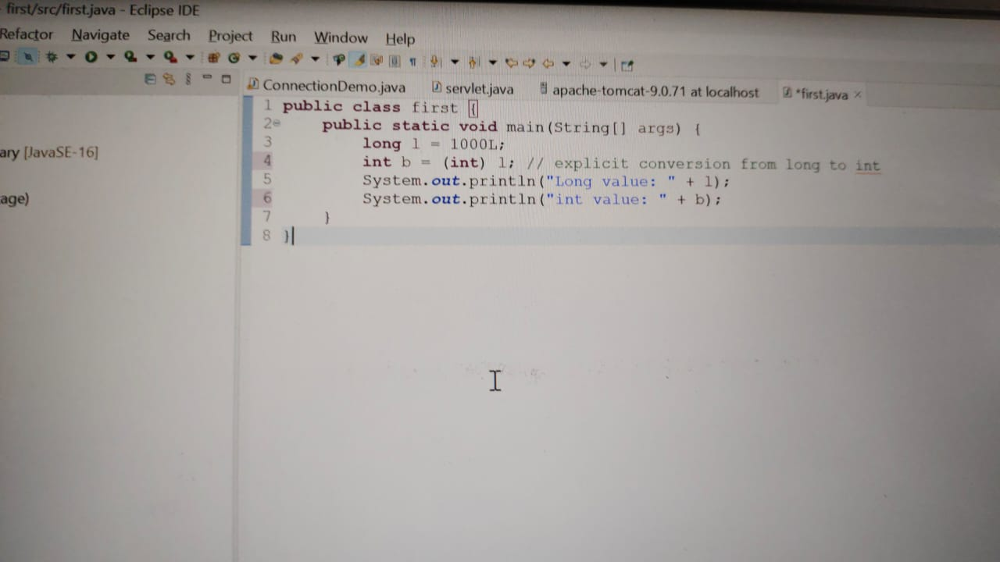 first/src/first.java - Eclipse IDE
Refactor Navigate Search Project Run Window Help
ConnectionDemo.java servlet.java apache-tomcat-9.0.71 at localhost *first.java
ary [JavaSE-16]
age)
1 public class first {
2 public static void main(String[] args) {
3 long l = 1000L;
4 int b = (int) l; // explicit conversion from long to int
5 System.out.println("Long value: " + l);
6 System.out.println("int value: " + b);
7 }
8 }